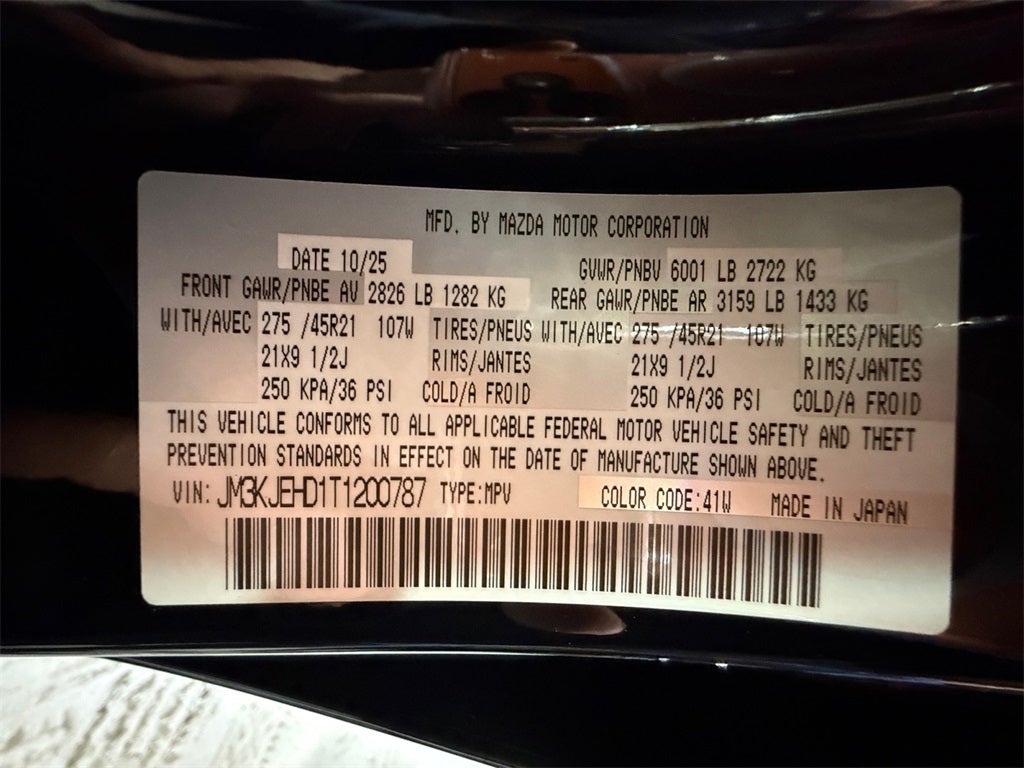 MFD. BY MAZDA MOTOR CORPORATION
DATE 10/25 GVWR/PNBV 6001 LB 2722 KG
FRONT GAWR/PNBE AV 2826 LB 1282 KG REAR GAWR/PNBE AR 3159 LB 1433 KG
WITH/AVEC 275 /45R21 107W TIRES/PNEUS WITH/AVEC 275 /45R21 107W TIRES/PNEUS
21X9 1/2J RIMS/JANTES 21X9 1/2J RIMS/JANTES
250 KPA/36 PSI COLD/A FROID 250 KPA/36 PSI COLD/A FROID
THIS VEHICLE CONFORMS TO ALL APPLICABLE FEDERAL MOTOR VEHICLE SAFETY AND THEFT
PREVENTION STANDARDS IN EFFECT ON THE DATE OF MANUFACTURE SHOWN ABOVE.
VIN: JM3KJEHD1T1200787 TYPE:MPV COLOR CODE:41W MADE IN JAPAN